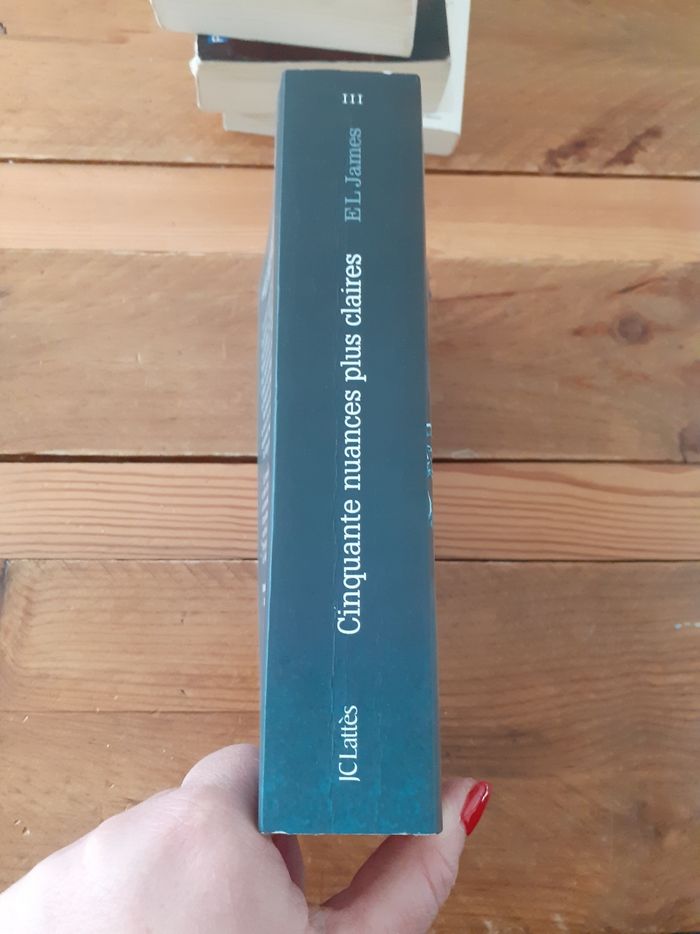 III
E L James
Cinquante nuances plus claires
JC Lattès